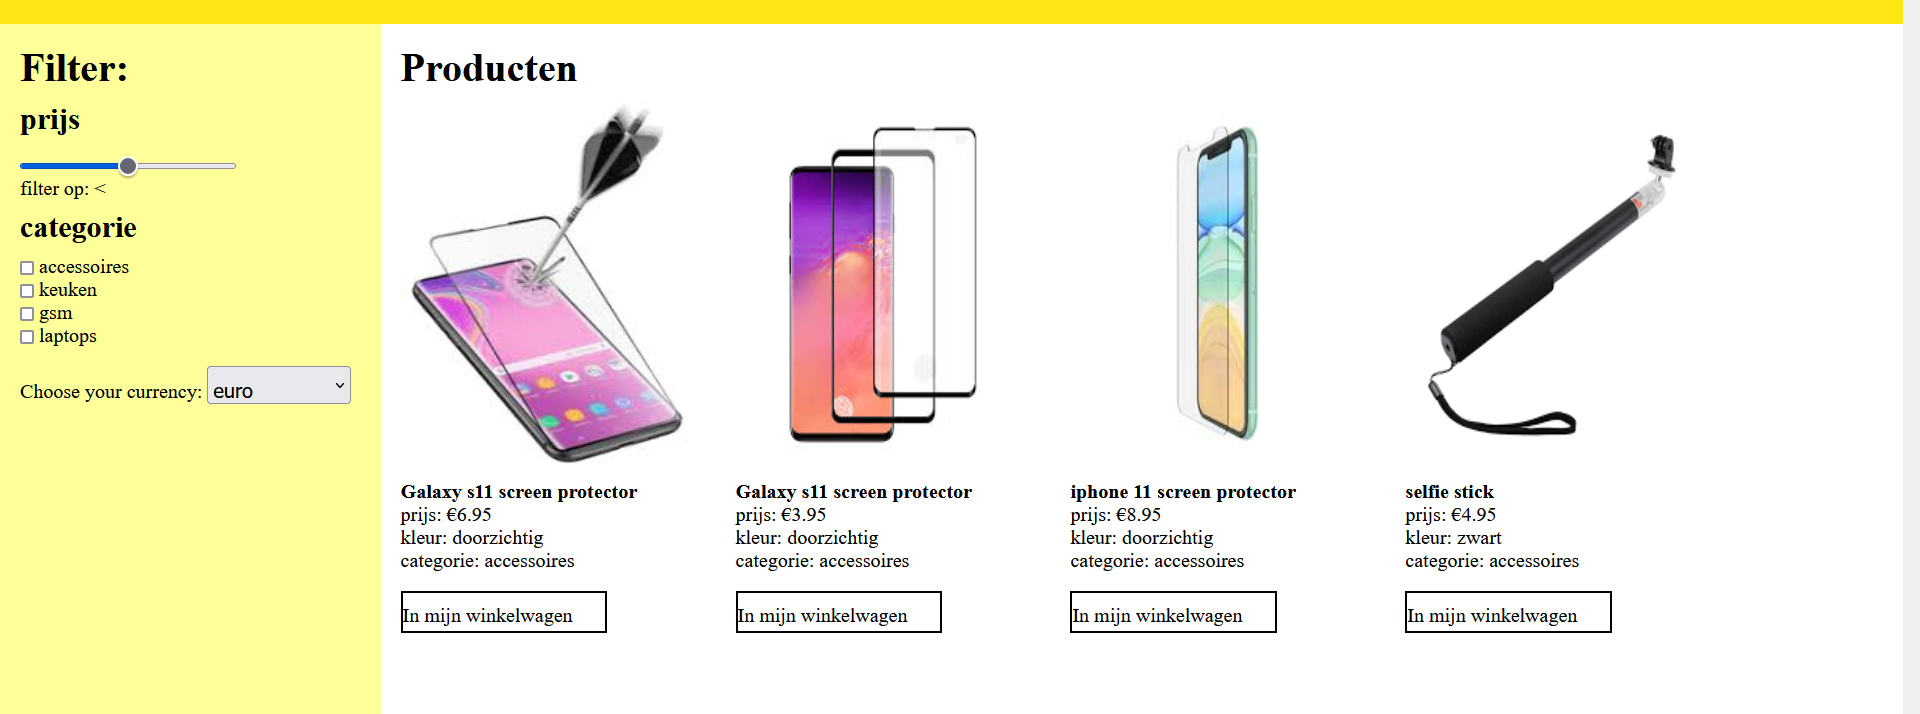 Filter:
prijs
filter op: <
categorie
accessoires
keuken
gsm
laptops
Choose your currency: euro
Producten
Galaxy s11 screen protector
prijs: €6.95
kleur: doorzichtig
categorie: accessoires
In mijn winkelwagen
Galaxy s11 screen protector
prijs: €3.95
kleur: doorzichtig
categorie: accessoires
In mijn winkelwagen
iphone 11 screen protector
prijs: €8.95
kleur: doorzichtig
categorie: accessoires
In mijn winkelwagen
selfie stick
prijs: €4.95
kleur: zwart
categorie: accessoires
In mijn winkelwagen